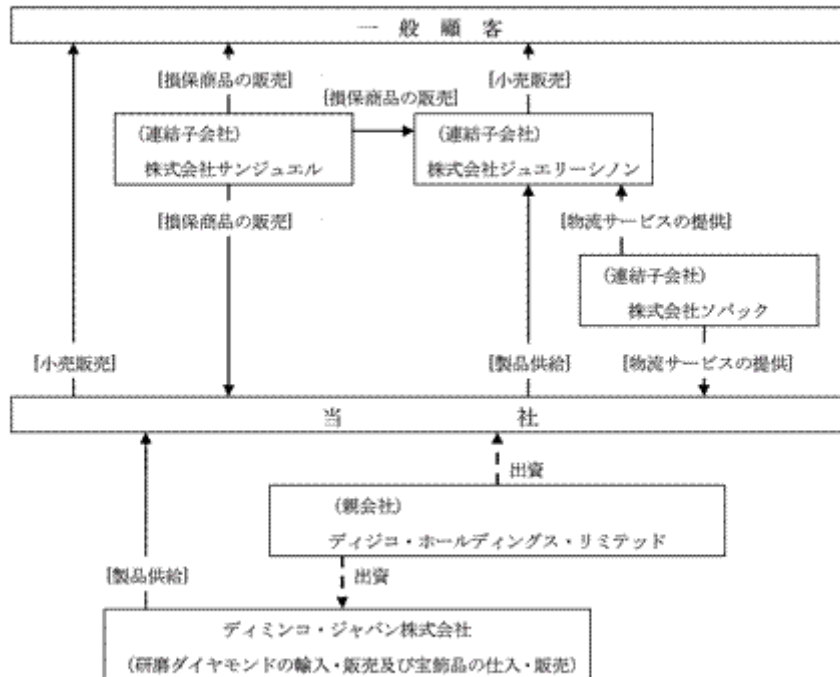 一般顧客
[損保商品の販売]
[小売販売]
[損保商品の販売]
(連結子会社)
株式会社サンジュエル
(連結子会社)
株式会社ジュエリーシノン
[損保商品の販売]
[物流サービスの提供]
(連結子会社)
株式会社ソパック
[小売販売]
[製品供給]
[物流サービスの提供]
当社
出資
(親会社)
ディジコ・ホールディングス・リミテッド
[製品供給]
出資
ディミンコ・ジャパン株式会社
(研磨ダイヤモンドの輸入・販売及び宝飾品の仕入・販売)